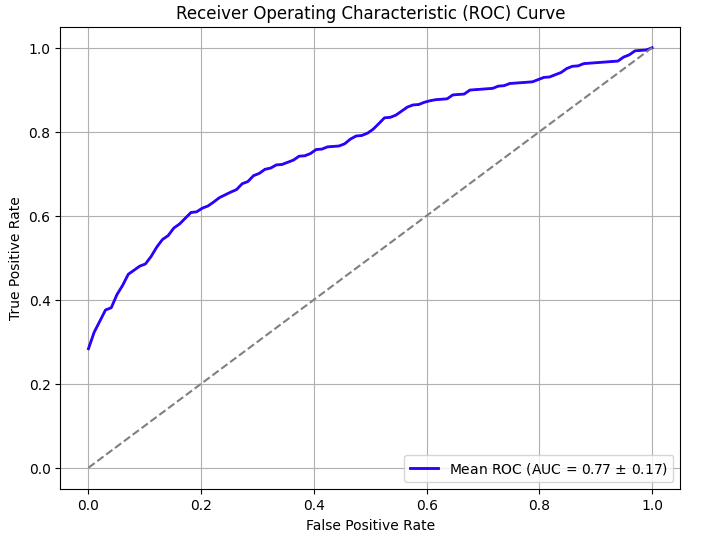 Receiver Operating Characteristic (ROC) Curve
True Positive Rate
1.0
0.8
0.6
0.4
0.2
0.0
Mean ROC (AUC = 0.77 ± 0.17)
0.0 0.2 0.4 0.6 0.8 1.0
False Positive Rate